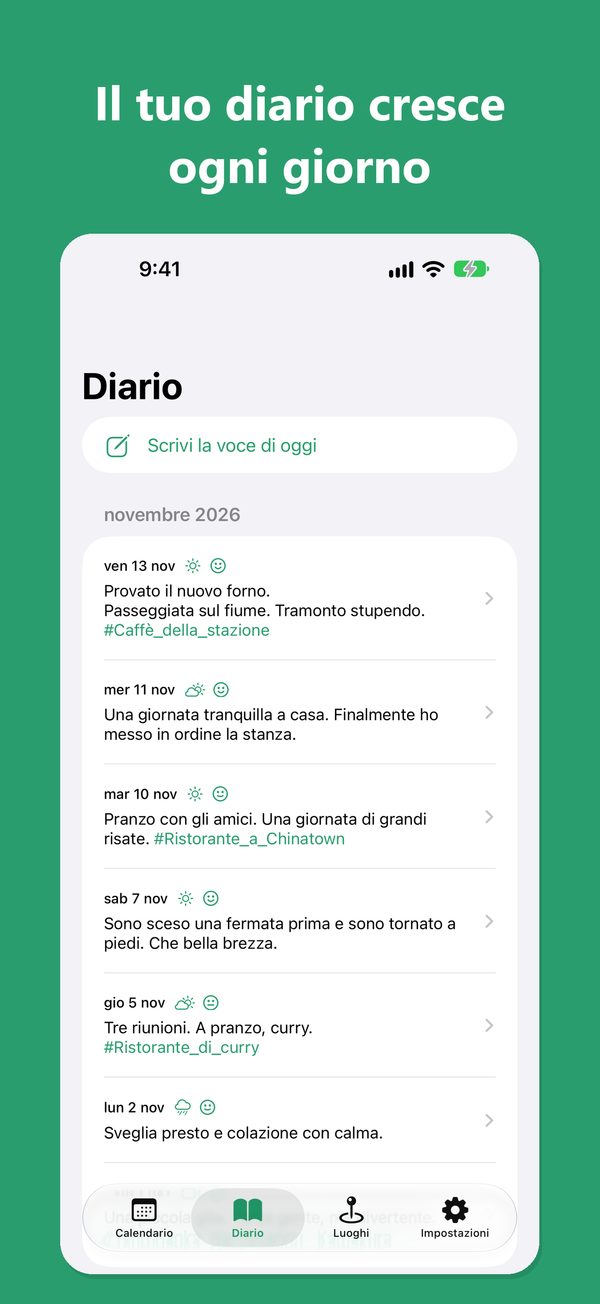 Il tuo diario cresce
ogni giorno
9:41
Diario
Scrivi la voce di oggi
novembre 2026
ven 13 nov
Provato il nuovo forno.
Passeggiata sul fiume. Tramonto stupendo.
#Caffè_della_stazione
mer 11 nov
Una giornata tranquilla a casa. Finalmente ho
messo in ordine la stanza.
mar 10 nov
Pranzo con gli amici. Una giornata di grandi
risate. #Ristorante_a_Chinatown
sab 7 nov
Sono sceso una fermata prima e sono tornato a
piedi. Che bella brezza.
gio 5 nov
Tre riunioni. A pranzo, curry.
#Ristorante_di_curry
lun 2 nov
Sveglia presto e colazione con calma.
Calendario
Diario
Luoghi
Impostazioni